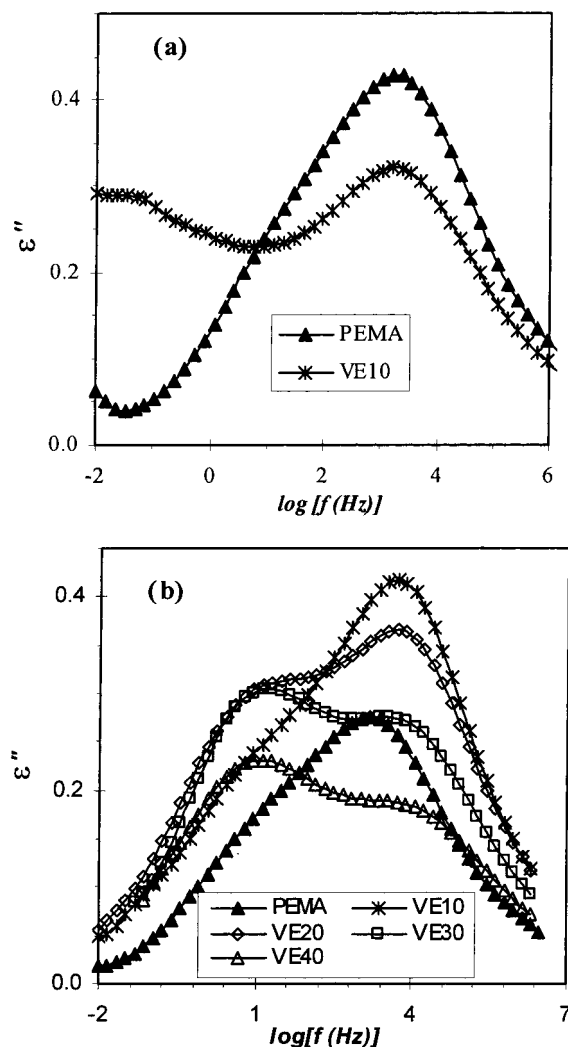 (a)
0.4
0.2
0.0
ε"
PEMA
VE10
-2 0 2 4 6
log [f (Hz)]
(b)
0.4
0.2
0.0
ε"
PEMA VE10
VE20 VE30
VE40
-2 1 4 7
log[f (Hz)]